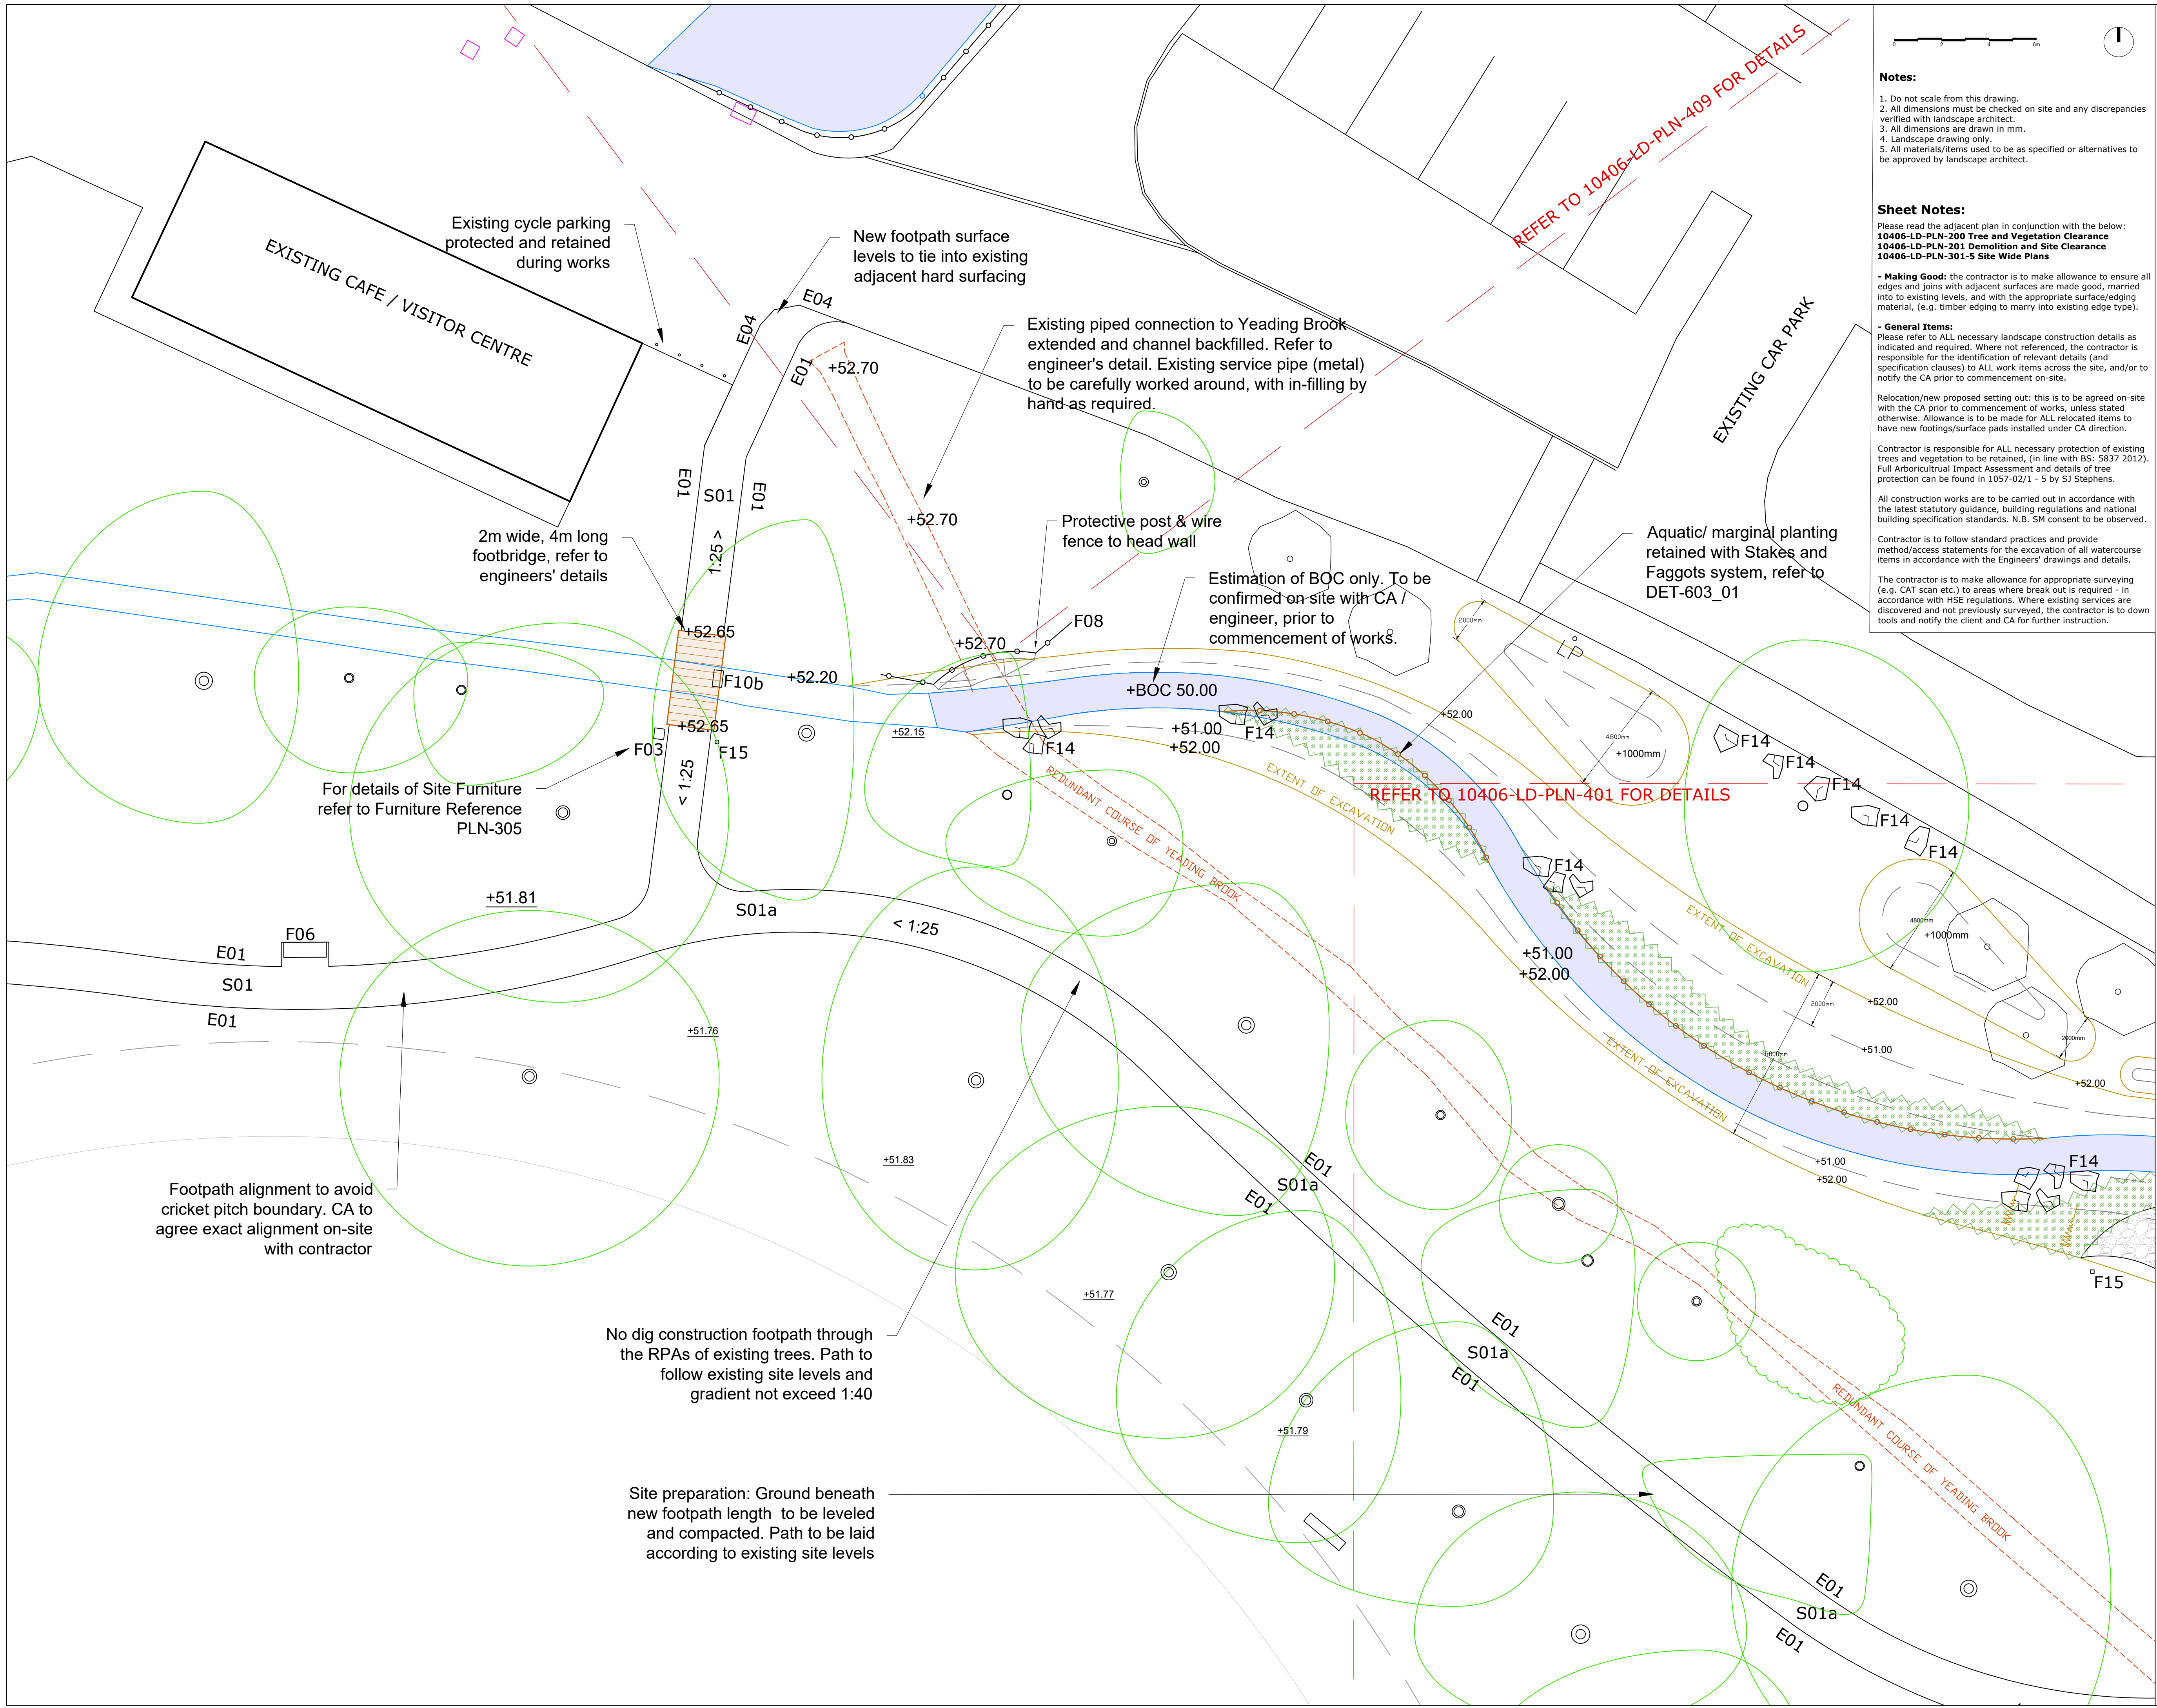 REFER TO 10406-LD-PLN-409 FOR DETAILS
EXISTING CAFE / VISITOR CENTRE
Existing cycle parking
protected and retained
during works
New footpath surface
levels to tie into existing
adjacent hard surfacing
E04
E04
E01
+52.70
Existing piped connection to Yeading Brook
extended and channel backfilled. Refer to
engineer's detail. Existing service pipe (metal)
to be carefully worked around, with in-filling by
hand as required.
EXISTING CAR PARK
E01
S01
E01
1:25 >
+52.70
Protective post & wire
fence to head wall
2m wide, 4m long
footbridge, refer to
engineers' details
Estimation of BOC only. To be
confirmed on site with CA /
engineer, prior to
commencement of works.
Aquatic/ marginal planting
retained with Stakes and
Faggots system, refer to
DET-603_01
F08
+52.65
+52.70
F10b
+52.20
+BOC 50.00
+52.65
F03
F15
+52.15
F14
+51.00
+52.00
F14
+52.00
2000mm
4800mm
+1000mm
F14
F14
F14
F14
F14
REFER TO 10406-LD-PLN-401 FOR DETAILS
< 1:25
For details of Site Furniture
refer to Furniture Reference
PLN-305
REDUNDANT COURSE OF YEADING BROOK
EXTENT OF EXCAVATION
F14
+51.81
S01a
< 1:25
F06
E01
S01
E01
+51.00
+52.00
EXTENT OF EXCAVATION
4800mm
+1000mm
2000mm
+52.00
+51.00
2000mm
+52.00
EXTENT OF EXCAVATION
+51.76
+51.83
+51.00
+52.00
F14
F15
Footpath alignment to avoid
cricket pitch boundary. CA to
agree exact alignment on-site
with contractor
E01
S01a
E01
+51.77
No dig construction footpath through
the RPAs of existing trees. Path to
follow existing site levels and
gradient not exceed 1:40
E01
S01a
E01
+51.79
REDUNDANT COURSE OF YEADING BROOK
Site preparation: Ground beneath
new footpath length to be leveled
and compacted. Path to be laid
according to existing site levels
E01
S01a
E01
0 2 4 6m
Notes:
1. Do not scale from this drawing.
2. All dimensions must be checked on site and any discrepancies
verified with landscape architect.
3. All dimensions are drawn in mm.
4. Landscape drawing only.
5. All materials/items used to be as specified or alternatives to
be approved by landscape architect.
Sheet Notes:
Please read the adjacent plan in conjunction with the below:
10406-LD-PLN-200 Tree and Vegetation Clearance
10406-LD-PLN-201 Demolition and Site Clearance
10406-LD-PLN-301-5 Site Wide Plans
- Making Good: the contractor is to make allowance to ensure all
edges and joins with adjacent surfaces are made good, married
into to existing levels, and with the appropriate surface/edging
material, (e.g. timber edging to marry into existing edge type).
- General Items:
Please refer to ALL necessary landscape construction details as
indicated and required. Where not referenced, the contractor is
responsible for the identification of relevant details (and
specification clauses) to ALL work items across the site, and/or to
notify the CA prior to commencement on-site.
Relocation/new proposed setting out: this is to be agreed on-site
with the CA prior to commencement of works, unless stated
otherwise. Allowance is to be made for ALL relocated items to
have new footings/surface pads installed under CA direction.
Contractor is responsible for ALL necessary protection of existing
trees and vegetation to be retained, (in line with BS: 5837 2012).
Full Arboricultrual Impact Assessment and details of tree
protection can be found in 1057-02/1 - 5 by SJ Stephens.
All construction works are to be carried out in accordance with
the latest statutory guidance, building regulations and national
building specification standards. N.B. SM consent to be observed.
Contractor is to follow standard practices and provide
method/access statements for the excavation of all watercourse
items in accordance with the Engineers' drawings and details.
The contractor is to make allowance for appropriate surveying
(e.g. CAT scan etc.) to areas where break out is required - in
accordance with HSE regulations. Where existing services are
discovered and not previously surveyed, the contractor is to down
tools and notify the client and CA for further instruction.